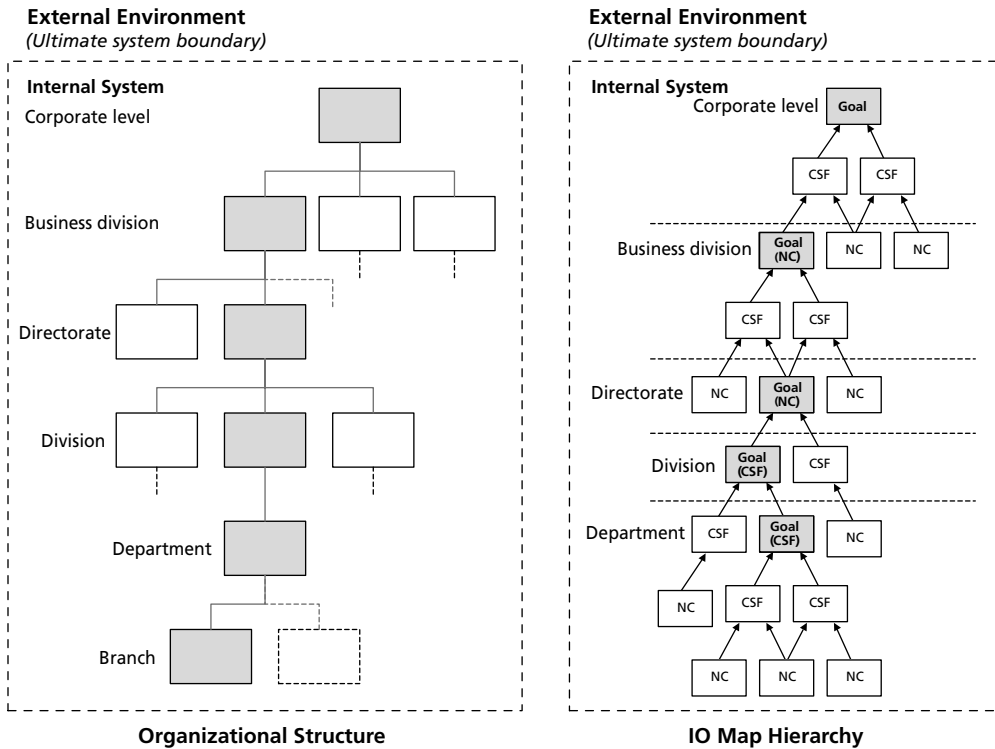 External Environment
(Ultimate system boundary)
Internal System
Corporate level
Business division
Directorate
Division
Department
Branch
Organizational Structure
External Environment
(Ultimate system boundary)
Internal System
Corporate level
Goal
CSF
CSF
Business division
Goal
(NC)
NC
NC
CSF
CSF
Directorate
NC
Goal
(NC)
NC
Division
Goal
(CSF)
CSF
Department
CSF
Goal
(CSF)
NC
NC
CSF
CSF
NC
NC
NC
IO Map Hierarchy